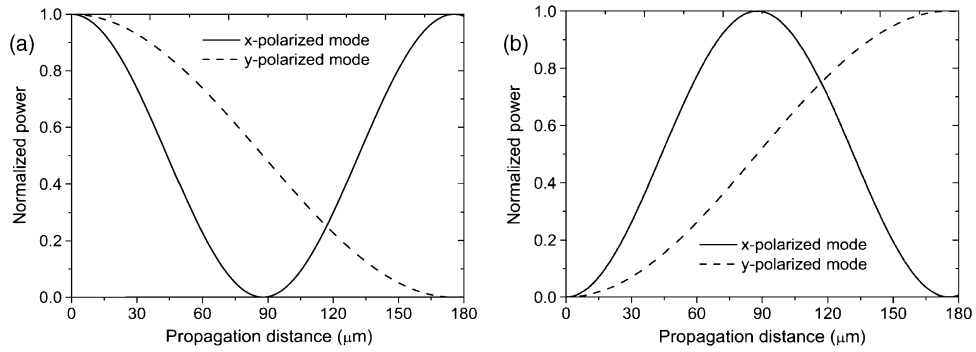 (a)
Normalized power
1.0
0.8
0.6
0.4
0.2
0.0
x-polarized mode
y-polarized mode
0 30 60 90 120 150 180
Propagation distance (μm)
(b)
Normalized power
1.0
0.8
0.6
0.4
0.2
0.0
x-polarized mode
y-polarized mode
0 30 60 90 120 150 180
Propagation distance (μm)